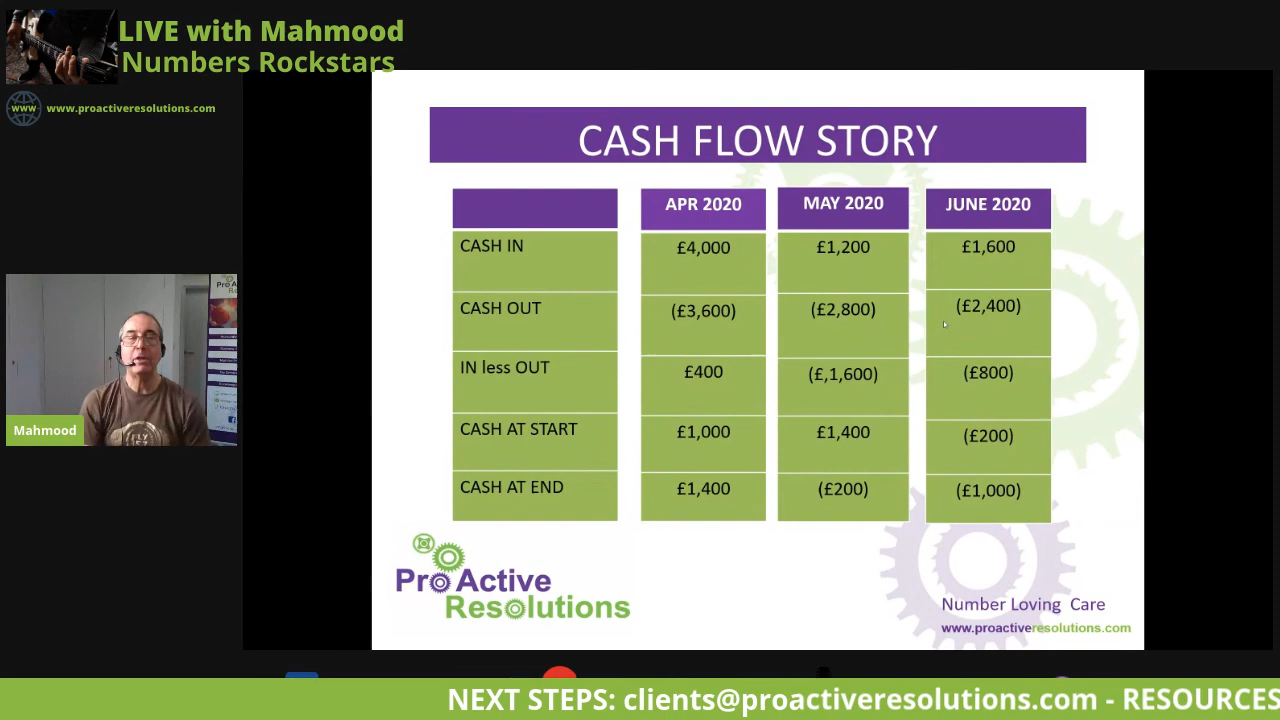 LIVE with Mahmood
Numbers Rockstars
www
www.proactiveresolutions.com
CASH FLOW STORY
APR 2020 MAY 2020 JUNE 2020
CASH IN £4,000 £1,200 £1,600
CASH OUT (£3,600) (£2,800) (£2,400)
IN less OUT £400 (£,1,600) (£800)
CASH AT START £1,000 £1,400 (£200)
CASH AT END £1,400 (£200) (£1,000)
Mahmood
ProActive
Resolutions
Number Loving Care
www.proactiveresolutions.com
NEXT STEPS: clients@proactiveresolutions.com - RESOURCES